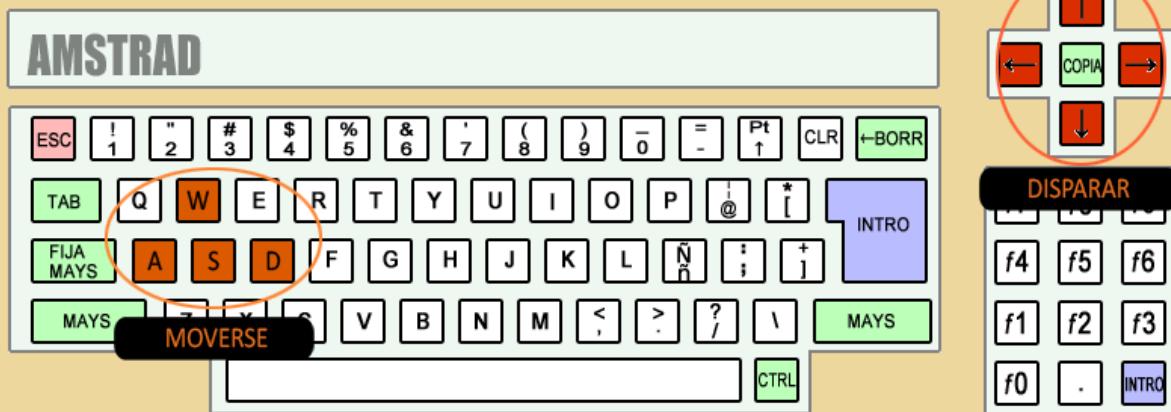 AMSTRAD
ESC ! 1 " 2 # 3 $ 4 % 5 & 6 ' 7 ( 8 ) 9 _ 0 = - Pt ↑ CLR ←BORR
TAB Q W E R T Y U I O P ¦ @ * [ INTRO
FIJA MAYS A S D F G H J K L Ñ ñ : ; + ]
MAYS V B N M < , > . ? / \ MAYS
MOVERSE
CTRL
↑
← COPIA →
↓
DISPARAR
f4 f5 f6
f1 f2 f3
f0 . INTRO